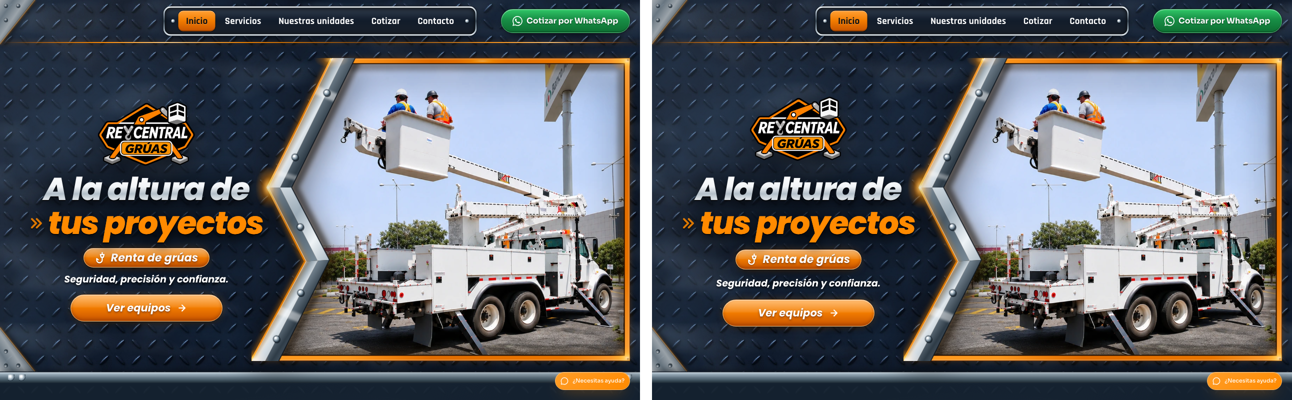 Inicio Servicios Nuestras unidades Cotizar Contacto Cotizar por WhatsApp
REY CENTRAL
GRÚAS
A la altura de
» tus proyectos
Renta de grúas
Seguridad, precisión y confianza.
Ver equipos →
¿Necesitas ayuda?
Inicio Servicios Nuestras unidades Cotizar Contacto Cotizar por WhatsApp
REY CENTRAL
GRÚAS
A la altura de
» tus proyectos
Renta de grúas
Seguridad, precisión y confianza.
Ver equipos →
¿Necesitas ayuda?